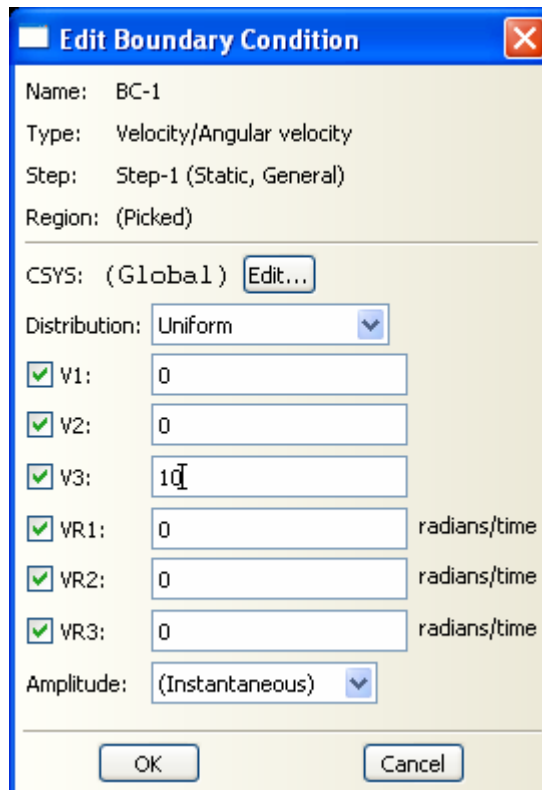 Edit Boundary Condition
Name: BC-1
Type: Velocity/Angular velocity
Step: Step-1 (Static, General)
Region: (Picked)
CSYS: (Global) Edit...
Distribution: Uniform
V1: 0
V2: 0
V3: 10
VR1: 0 radians/time
VR2: 0 radians/time
VR3: 0 radians/time
Amplitude: (Instantaneous)
OK Cancel